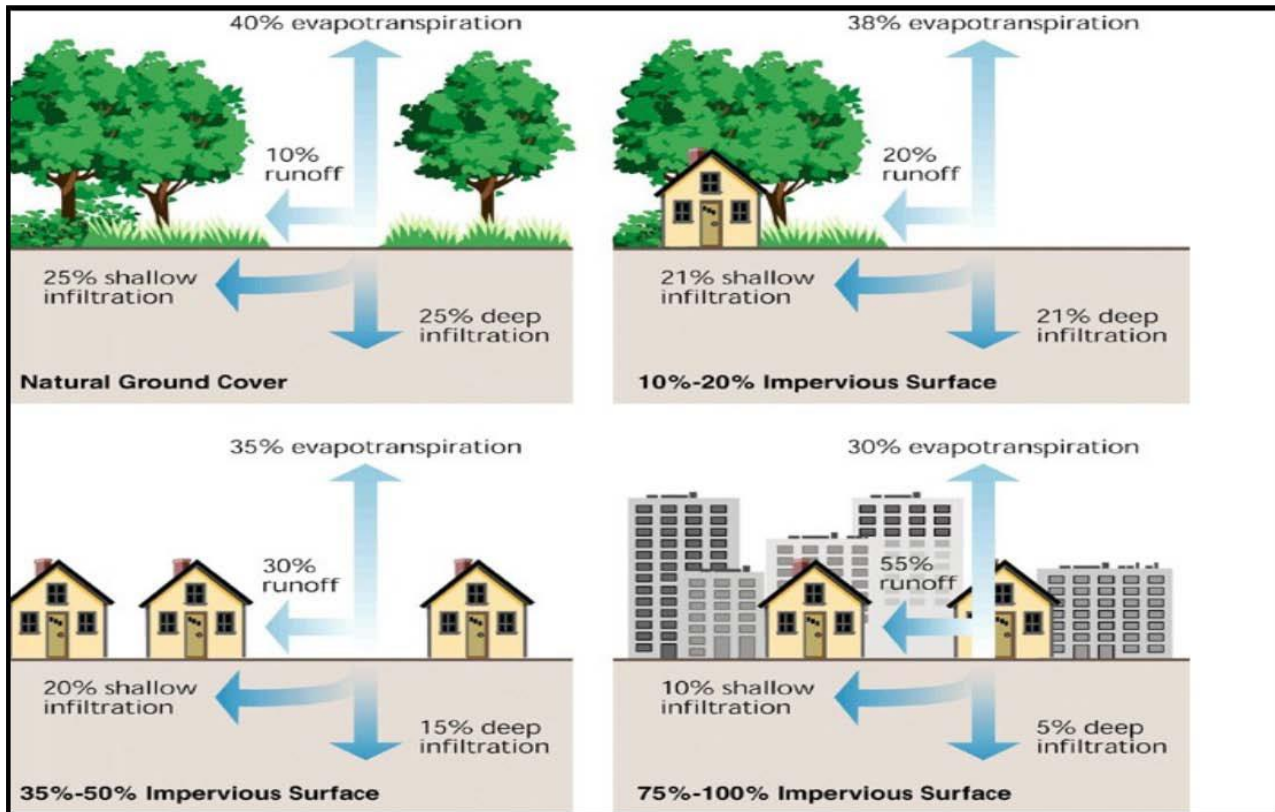 40% evapotranspiration
10%
runoff
25% shallow
infiltration
25% deep
infiltration
Natural Ground Cover
38% evapotranspiration
20%
runoff
21% shallow
infiltration
21% deep
infiltration
10%-20% Impervious Surface
35% evapotranspiration
30%
runoff
20% shallow
infiltration
15% deep
infiltration
35%-50% Impervious Surface
30% evapotranspiration
55%
runoff
10% shallow
infiltration
5% deep
infiltration
75%-100% Impervious Surface